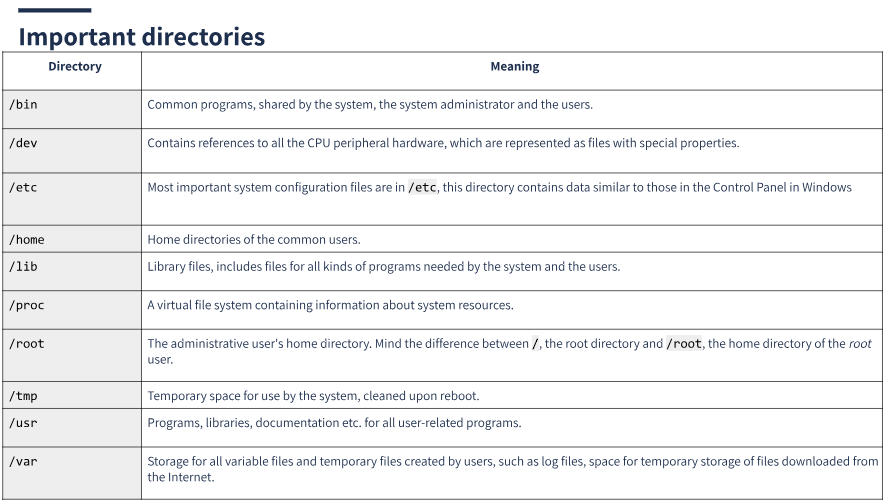 Important directories
Directory Meaning
/bin Common programs, shared by the system, the system administrator and the users.
/dev Contains references to all the CPU peripheral hardware, which are represented as files with special properties.
/etc Most important system configuration files are in /etc, this directory contains data similar to those in the Control Panel in Windows
/home Home directories of the common users.
/lib Library files, includes files for all kinds of programs needed by the system and the users.
/proc A virtual file system containing information about system resources.
/root The administrative user's home directory. Mind the difference between /, the root directory and /root, the home directory of the root
user.
/tmp Temporary space for use by the system, cleaned upon reboot.
/usr Programs, libraries, documentation etc. for all user-related programs.
/var Storage for all variable files and temporary files created by users, such as log files, space for temporary storage of files downloaded from
the Internet.